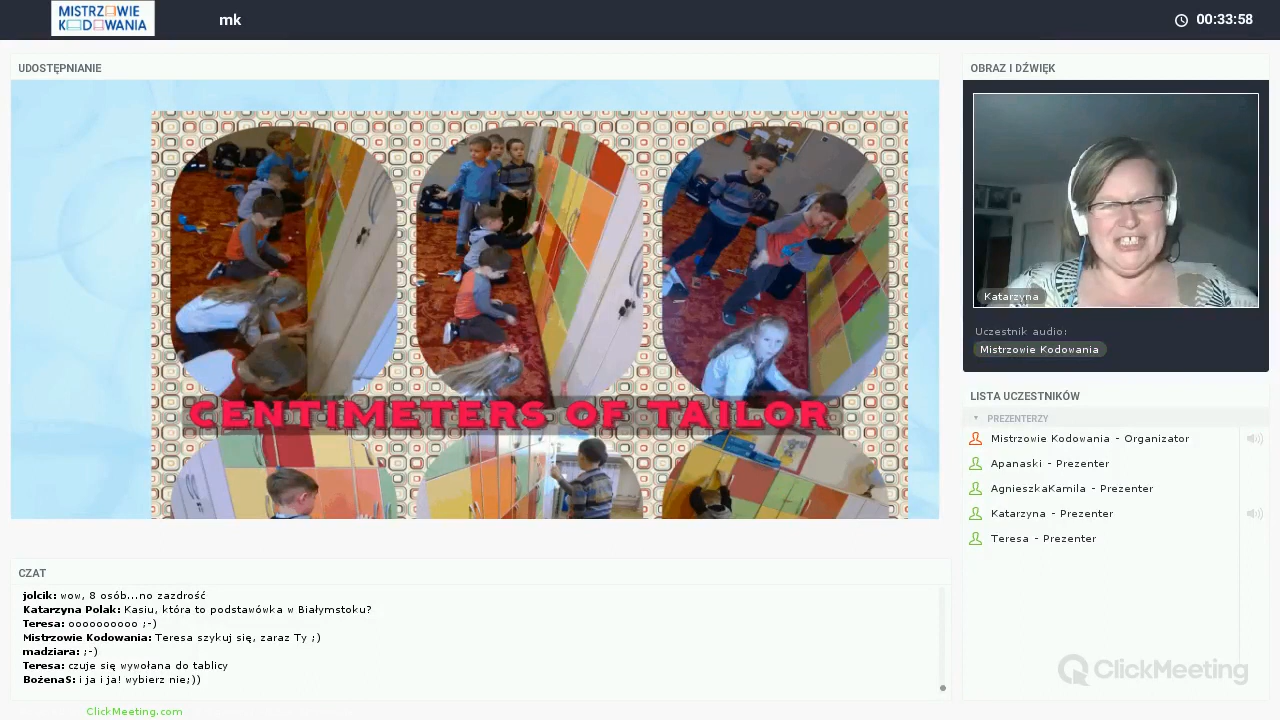 MISTRZOWIE
KODOWANIA
mk
00:33:58
UDOSTĘPNIANIE
CENTIMETERS OF TAILOR
OBRAZ I DŹWIĘK
Katarzyna
Uczestnik audio:
Mistrzowie Kodowania
LISTA UCZESTNIKÓW
PREZENTERZY
Mistrzowie Kodowania - Organizator
Apanaski - Prezenter
AgnieszkaKamila - Prezenter
Katarzyna - Prezenter
Teresa - Prezenter
ClickMeeting
CZAT
jolcik: wow, 8 osób...no zazdrość
Katarzyna Polak: Kasiu, która to podstawówka w Białymstoku?
Teresa: oooooooooo ;-)
Mistrzowie Kodowania: Teresa szykuj się, zaraz Ty ;)
madziara: ;-)
Teresa: czuje się wywołana do tablicy
BożenaS: i ja i ja! wybierz nie;))
ClickMeeting.com